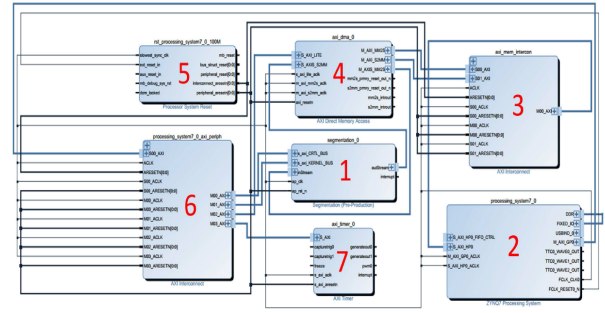 rst_processing_system7_0_100M
slowest_sync_clk
ext_reset_in
aux_reset_in
mb_debug_sys_rst
dcm_locked
mb_reset
bus_struct_reset[0:0]
peripheral_reset[0:0]
interconnect_aresetn[0:0]
peripheral_aresetn[0:0]
5
Processor System Reset
axi_dma_0
S_AXI_LITE
S_AXIS_S2MM
s_axi_lite_aclk
m_axi_mm2s_aclk
m_axi_s2mm_aclk
axi_resetn
M_AXI_MM2S
M_AXI_S2MM
M_AXIS_MM2S
mm2s_prmry_reset_out_n
s2mm_prmry_reset_out_n
mm2s_introut
s2mm_introut
4
AXI Direct Memory Access
axi_mem_intercon
S00_AXI
S01_AXI
ACLK
ARESETN[0:0]
S00_ACLK
S00_ARESETN[0:0]
M00_ACLK
M00_ARESETN[0:0]
S01_ACLK
S01_ARESETN[0:0]
M00_AXI
3
AXI Interconnect
processing_system7_0_axi_periph
S00_AXI
ACLK
ARESETN[0:0]
S00_ACLK
S00_ARESETN[0:0]
M00_ACLK
M00_ARESETN[0:0]
M01_ACLK
M01_ARESETN[0:0]
M02_ACLK
M02_ARESETN[0:0]
M03_ACLK
M03_ARESETN[0:0]
M00_AXI
M01_AXI
M02_AXI
M03_AXI
6
AXI Interconnect
segmentation_0
s_axi_CRTL_BUS
s_axi_KERNEL_BUS
inStream
ap_clk
ap_rst_n
outStream
interrupt
1
Segmentation (Pre-Production)
axi_timer_0
S_AXI
capturetrig0
capturetrig1
freeze
s_axi_aclk
s_axi_aresetn
generateout0
generateout1
pwm0
interrupt
7
AXI Timer
processing_system7_0
S_AXI_HP0_FIFO_CTRL
S_AXI_HP0
M_AXI_GP0_ACLK
S_AXI_HP0_ACLK
DDR
FIXED_IO
USBIND_0
M_AXI_GP0
TTC0_WAVE0_OUT
TTC0_WAVE1_OUT
TTC0_WAVE2_OUT
FCLK_CLK0
FCLK_RESET0_N
2
ZYNQ7 Processing System